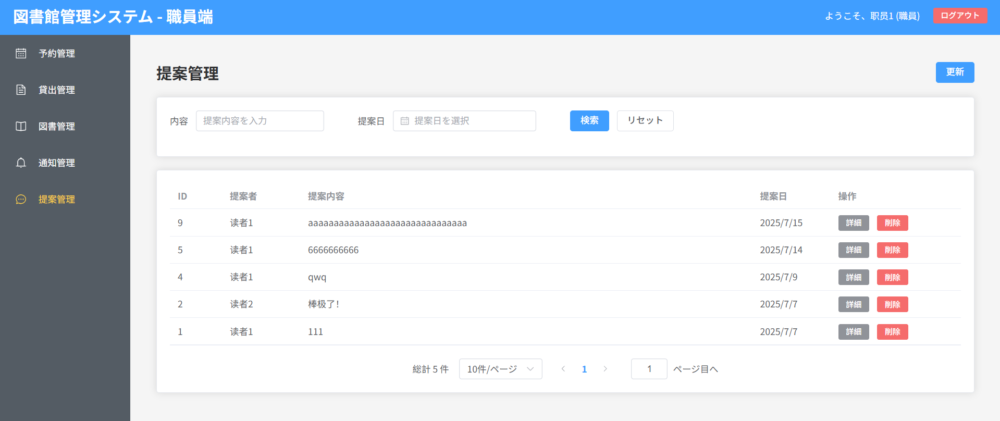 図書館管理システム - 職員端
ようこそ、职员1 (職員)
ログアウト
予約管理
貸出管理
図書管理
通知管理
提案管理
提案管理
更新
内容 提案内容を入力 提案日 提案日を選択 検索 リセット
ID 提案者 提案内容 提案日 操作
9 读者1 aaaaaaaaaaaaaaaaaaaaaaaaaaaaaaa 2025/7/15 詳細 削除
5 读者1 6666666666 2025/7/14 詳細 削除
4 读者1 qwq 2025/7/9 詳細 削除
2 读者2 棒极了！ 2025/7/7 詳細 削除
1 读者1 111 2025/7/7 詳細 削除
総計 5 件 10件/ページ 1 1 ページ目へ